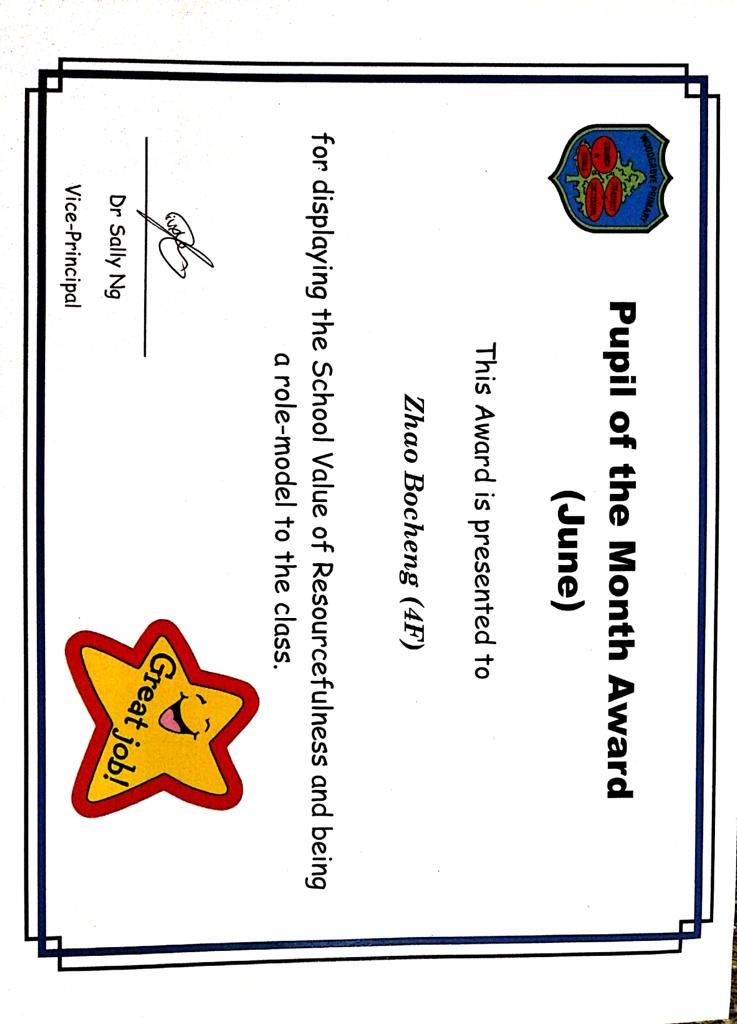 WOODGROVE PRIMARY
Pupil of the Month Award
(June)
This Award is presented to
Zhao Bocheng (4F)
for displaying the School Value of Resourcefulness and being
a role-model to the class.
Great job!
Dr Sally Ng
Vice-Principal